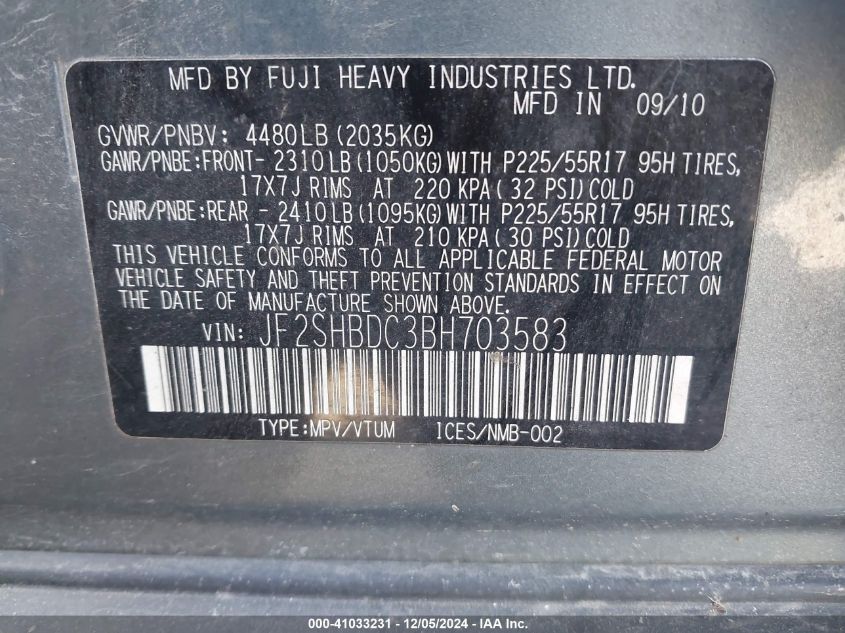 MFD BY FUJI HEAVY INDUSTRIES LTD.
MFD IN 09/10
GVWR/PNBV: 4480LB(2035KG)
GAWR/PNBE:FRONT- 2310LB(1050KG)WITH P225/55R17 95H TIRES,
17X7J RIMS AT 220 KPA(32 PSI)COLD
GAWR/PNBE:REAR - 2410LB(1095KG)WITH P225/55R17 95H TIRES,
17X7J RIMS AT 210 KPA(30 PSI)COLD
THIS VEHICLE CONFORMS TO ALL APPLICABLE FEDERAL MOTOR
VEHICLE SAFETY AND THEFT PREVENTION STANDARDS IN EFFECT ON
THE DATE OF MANUFACTURE SHOWN ABOVE.
VIN: JF2SHBDC3BH703583
TYPE:MPV/VTUM ICES/NMB-002
000-41033231 - 12/05/2024 - IAA